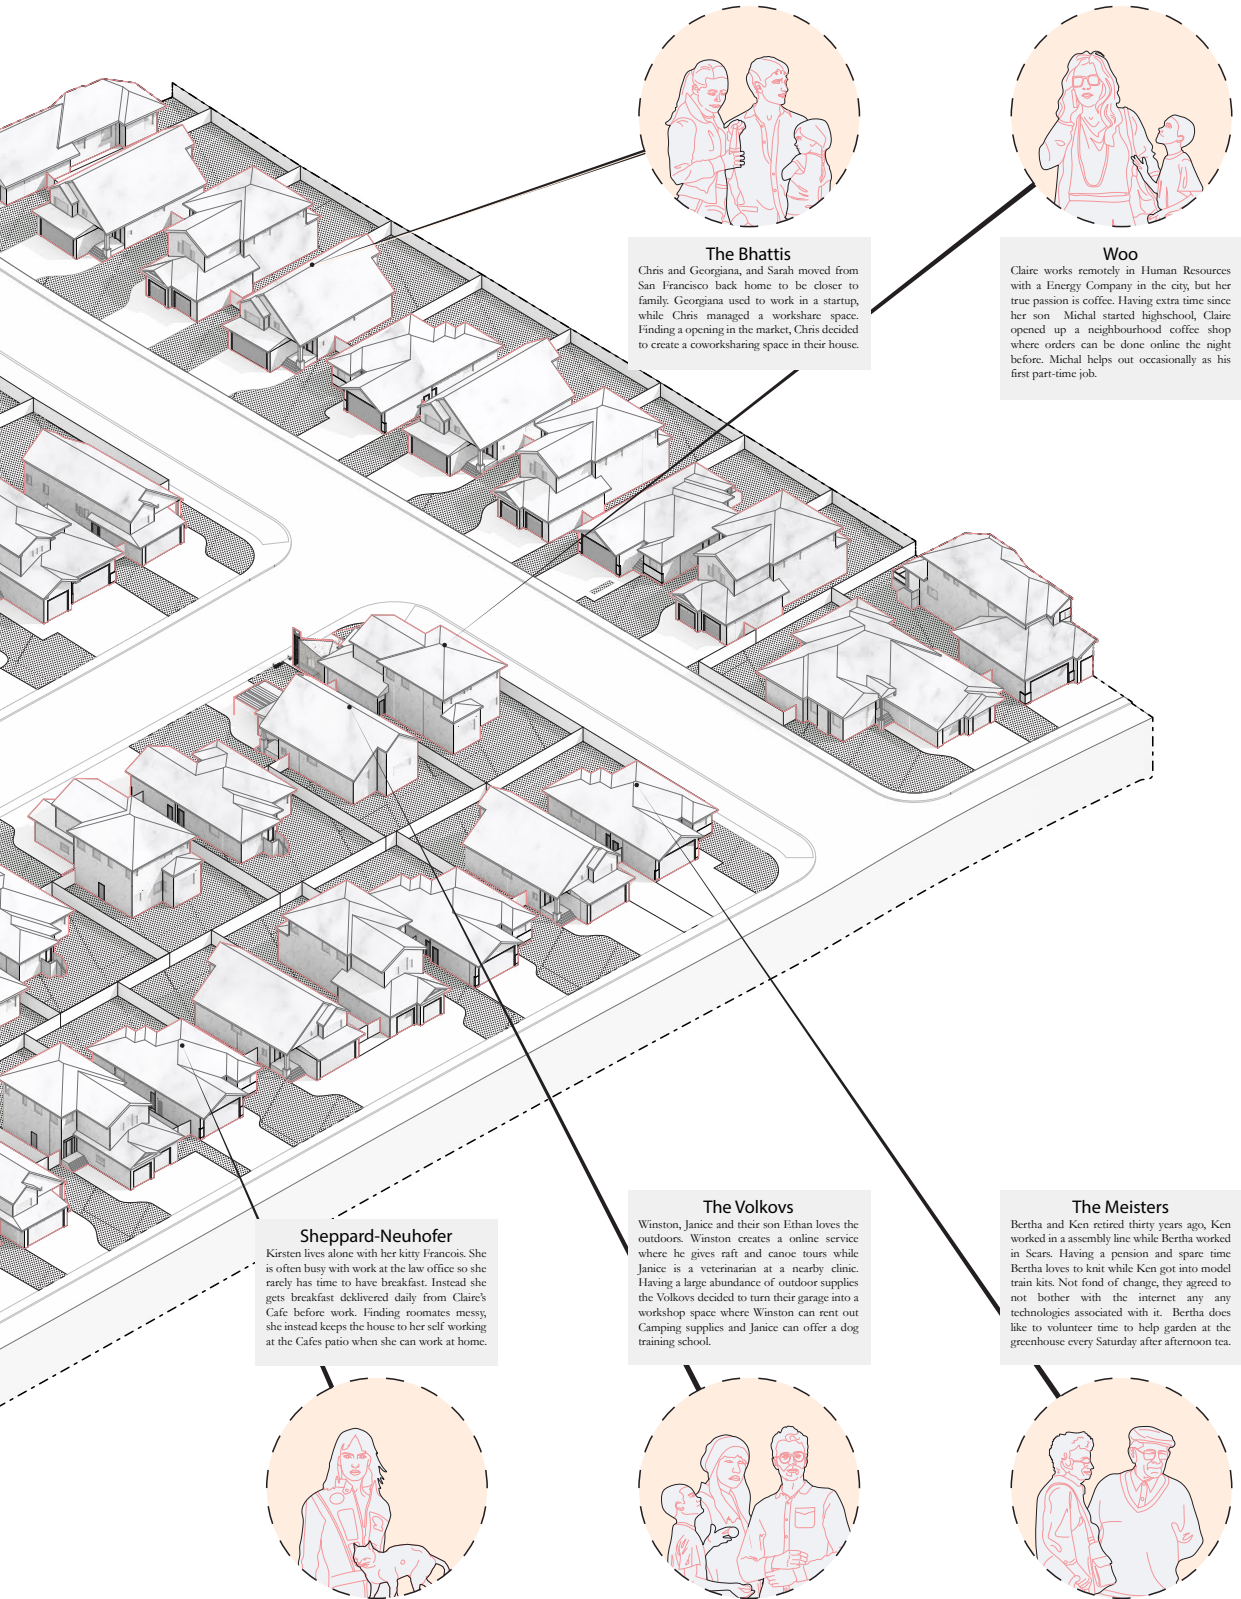 The Bhattis
Chris and Georgiana, and Sarah moved from
San Francisco back home to be closer to
family. Georgiana used to work in a startup,
while Chris managed a workshare space.
Finding a opening in the market, Chris decided
to create a coworksharing space in their house.
Woo
Claire works remotely in Human Resources
with a Energy Company in the city, but her
true passion is coffee. Having extra time since
her son Michal started highschool, Claire
opened up a neighbourhood coffee shop
where orders can be done online the night
before. Michal helps out occasionally as his
first part-time job.
Sheppard-Neuhofer
Kirsten lives alone with her kitty Francois. She
is often busy with work at the law office so she
rarely has time to have breakfast. Instead she
gets breakfast deklivered daily from Claire's
Cafe before work. Finding roomates messy,
she instead keeps the house to her self working
at the Cafes patio when she can work at home.
The Volkovs
Winston, Janice and their son Ethan loves the
outdoors. Winston creates a online service
where he gives raft and canoe tours while
Janice is a veterinarian at a nearby clinic.
Having a large abundance of outdoor supplies
the Volkovs decided to turn their garage into a
workshop space where Winston can rent out
Camping supplies and Janice can offer a dog
training school.
The Meisters
Bertha and Ken retired thirty years ago, Ken
worked in a assembly line while Bertha worked
in Sears. Having a pension and spare time
Bertha loves to knit while Ken got into model
train kits. Not fond of change, they agreed to
not bother with the internet any any
technologies associated with it. Bertha does
like to volunteer time to help garden at the
greenhouse every Saturday after afternoon tea.